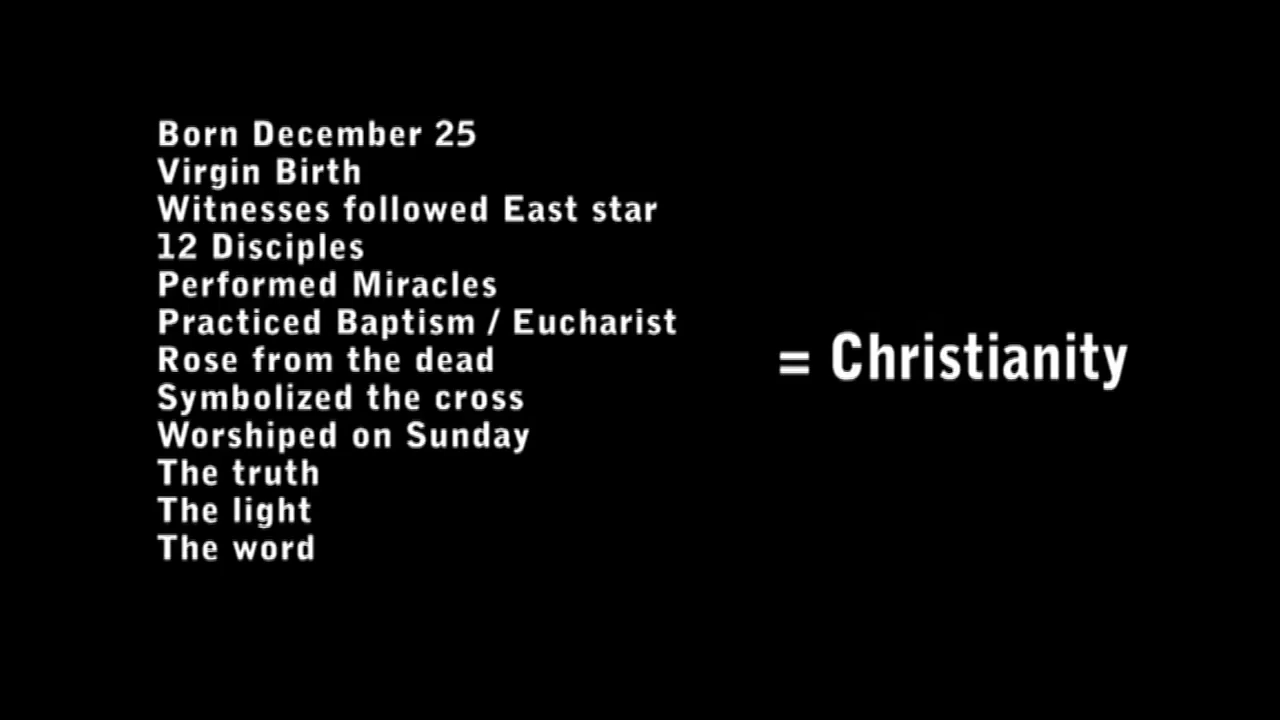 Born December 25
Virgin Birth
Witnesses followed East star
12 Disciples
Performed Miracles
Practiced Baptism / Eucharist
Rose from the dead
Symbolized the cross
Worshiped on Sunday
The truth
The light
The word
= Christianity